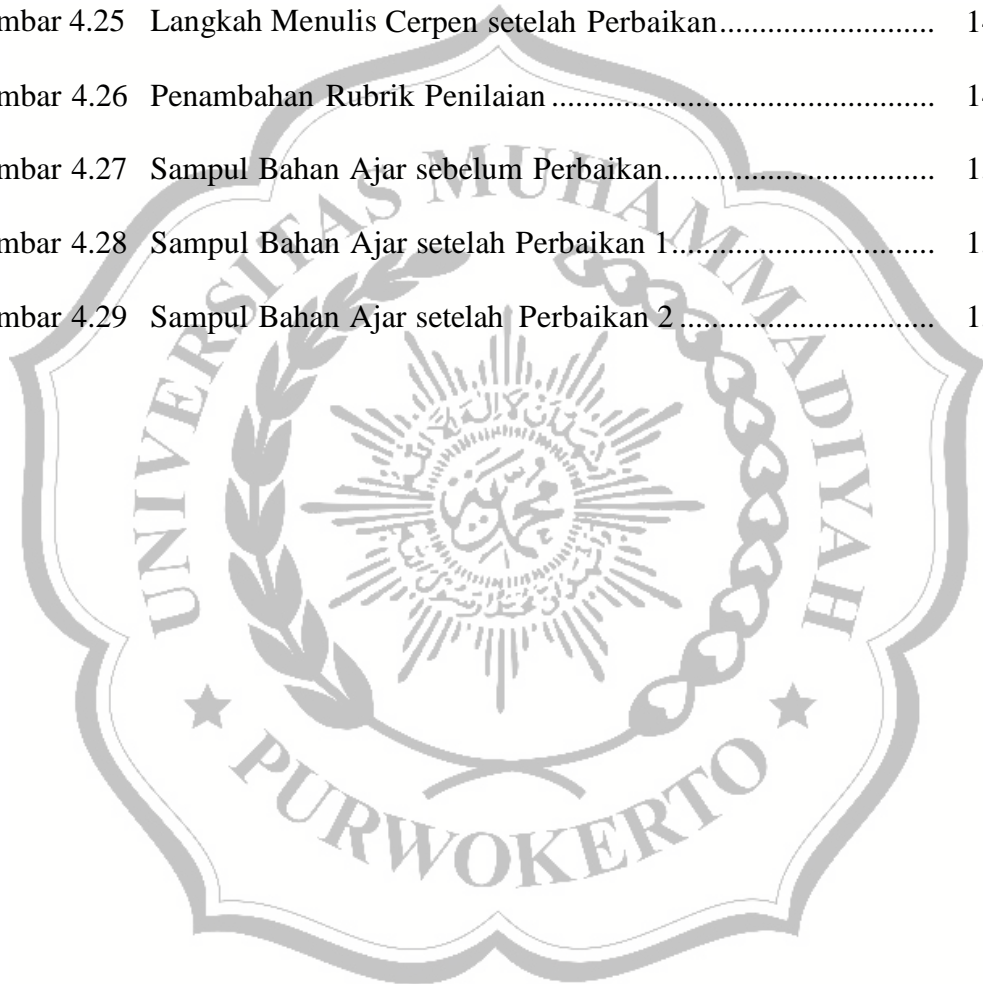 mbar 4.25 Langkah Menulis Cerpen setelah Perbaikan......................... 1
mbar 4.26 Penambahan Rubrik Penilaian ............................................ 1
mbar 4.27 Sampul Bahan Ajar sebelum Perbaikan................................ 1
mbar 4.28 Sampul Bahan Ajar setelah Perbaikan 1.............................. 1
mbar 4.29 Sampul Bahan Ajar setelah Perbaikan 2 ............................. 1
UNIVERSITAS MUHAMMADIYAH
PURWOKERTO